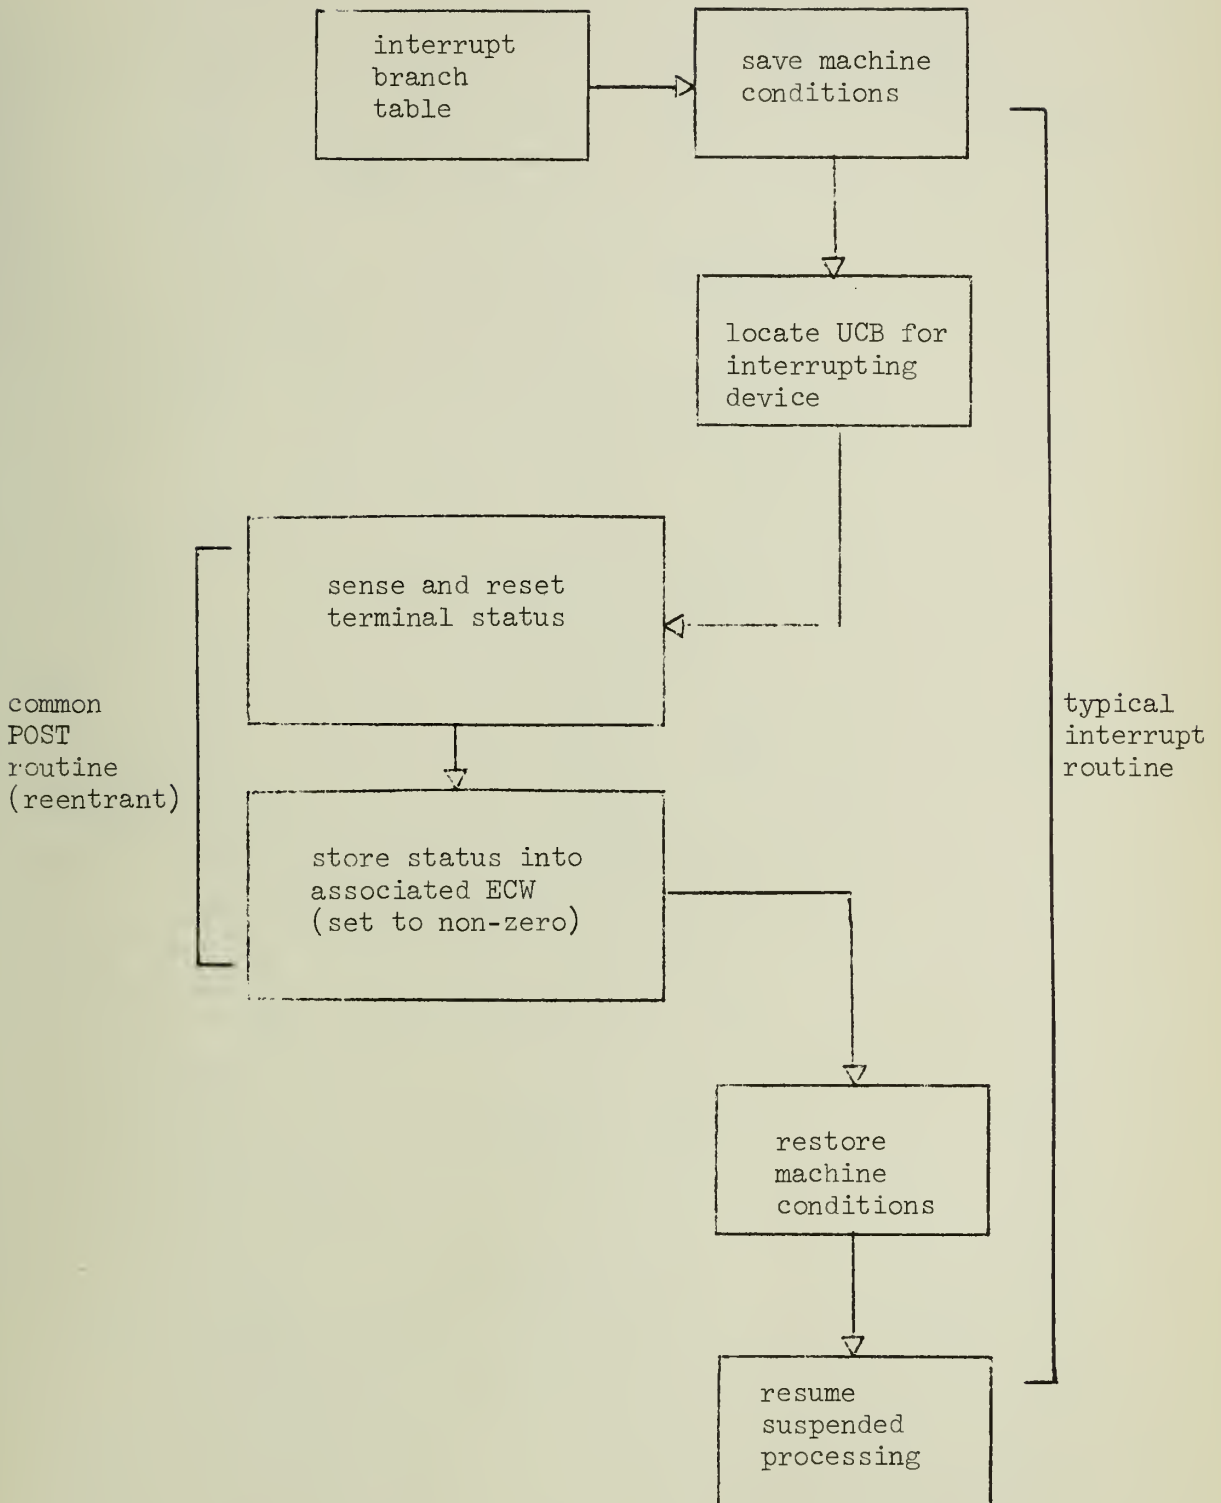 interrupt
branch
table
save machine
conditions
locate UCB for
interrupting
device
sense and reset
terminal status
common
POST
routine
(reentrant)
typical
interrupt
routine
store status into
associated ECW
(set to non-zero)
restore
machine
conditions
resume
suspended
processing